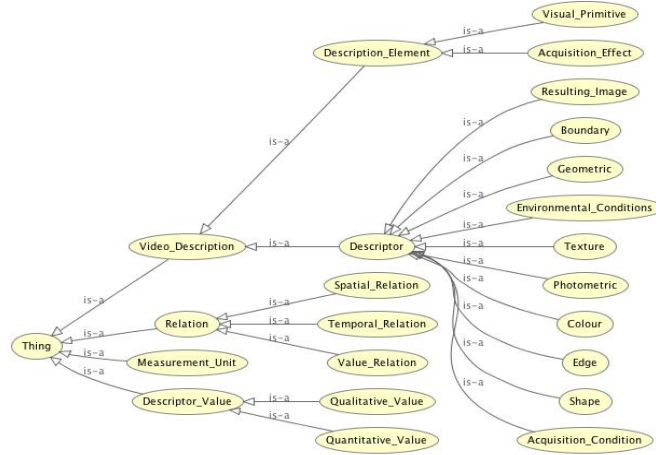 Visual_Primitive
is-a
Description_Element
is-a
Acquisition_Effect
Resulting_Image
is-a
Boundary
is-a
is-a
Geometric
is-a
Environmental_Conditions
is-a
Video_Description
is-a
Descriptor
is-a
Texture
is-a
Photometric
Spatial_Relation
is-a
is-a
is-a
Colour
Relation
is-a
Temporal_Relation
is-a
Thing
is-a
is-a
is-a
Measurement_Unit
is-a
Value_Relation
is-a
Edge
is-a
Descriptor_Value
is-a
Qualitative_Value
is-a
Shape
is-a
Quantitative_Value
Acquisition_Condition